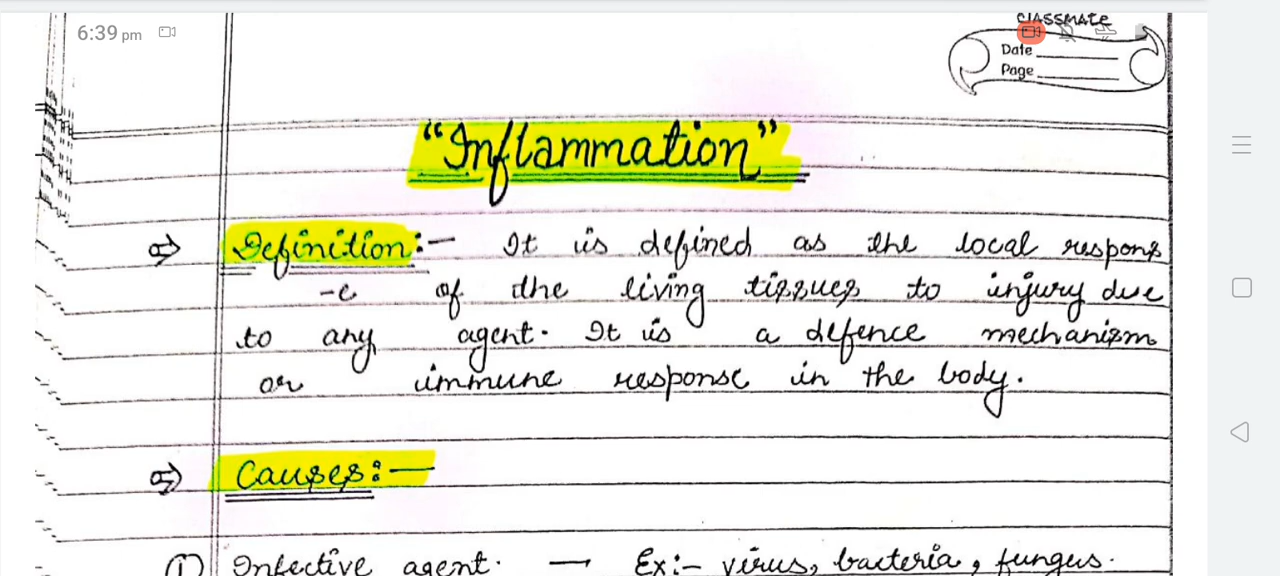 6:39 pm
CLASSMATE
Date
Page
"Inflammation"
⇒ Definition:— It is defined as the local respons
-e of the living tissues to injury due
to any agent. It is a defence mechanism
or immune response in the body.
⇒ Causes:—
① Infective agent. — Ex:- virus, bacteria, fungus.